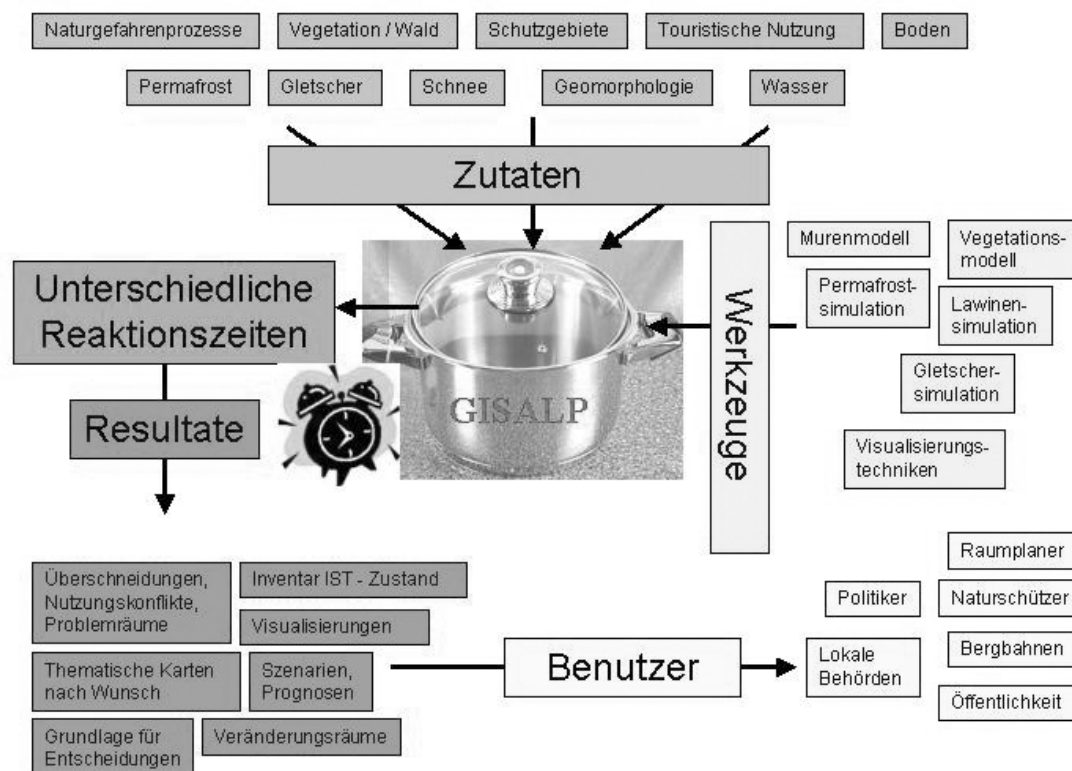 Naturgefahrenprozesse
Vegetation / Wald
Schutzgebiete
Touristische Nutzung
Boden
Permafrost
Gletscher
Schnee
Geomorphologie
Wasser
Zutaten
Unterschiedliche
Reaktionszeiten
Resultate
GISALP
Werkzeuge
Murenmodell
Vegetations-
modell
Permafrost-
simulation
Lawinen-
simulation
Gletscher-
simulation
Visualisierungs-
techniken
Überschneidungen,
Nutzungskonflikte,
Problemräume
Inventar IST - Zustand
Visualisierungen
Thematische Karten
nach Wunsch
Szenarien,
Prognosen
Grundlage für
Entscheidungen
Veränderungsräume
Benutzer
Raumplaner
Politiker
Naturschützer
Lokale
Behörden
Bergbahnen
Öffentlichkeit